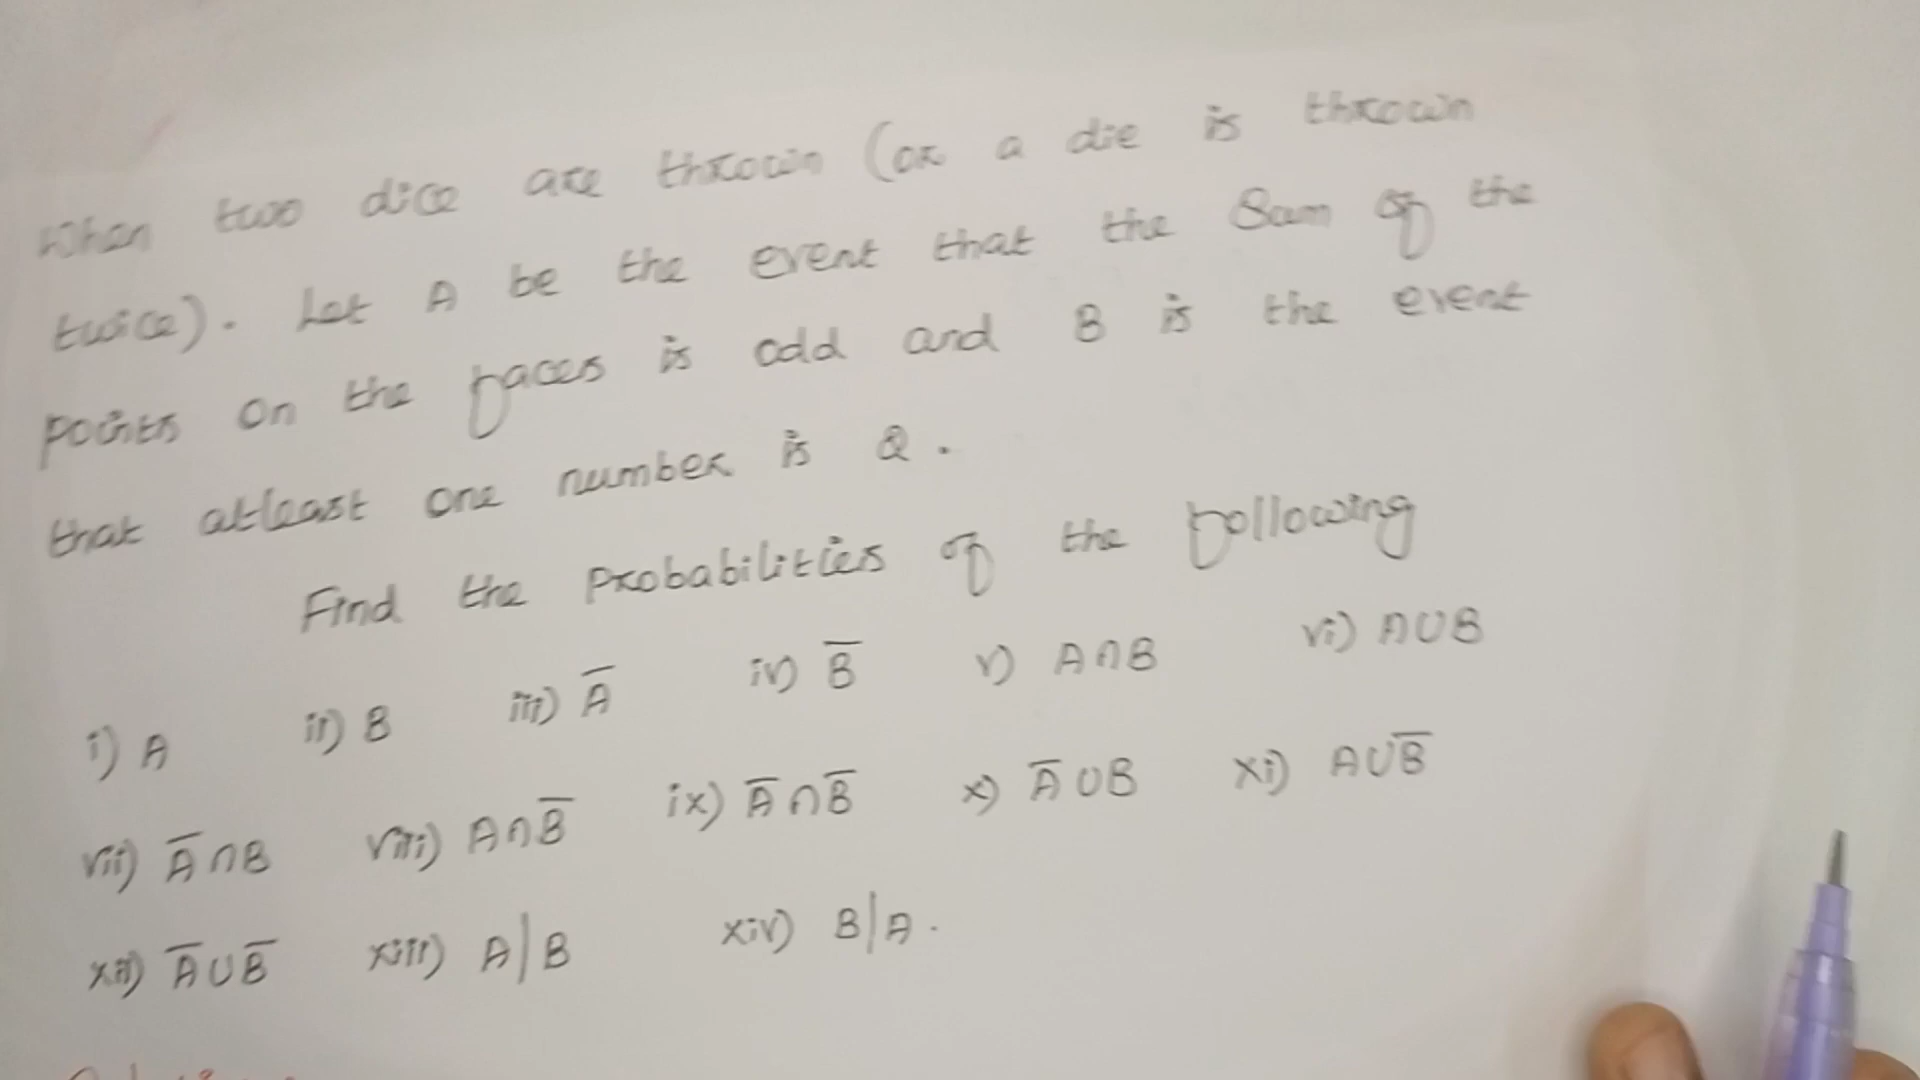 When two dice are thrown (or a die is thrown
twice). Let A be the event that the Sum of the
points on the faces is odd and B is the event
that atleast one number is 2.
Find the Probabilities of the following
i) A ii) B iii) A̅ iv) B̅ v) A∩B vi) A∪B
vii) A̅∩B viii) A∩B̅ ix) A̅∩B̅ x) A̅∪B xi) A∪B̅
xii) A̅∪B̅ xiii) A|B xiv) B|A.